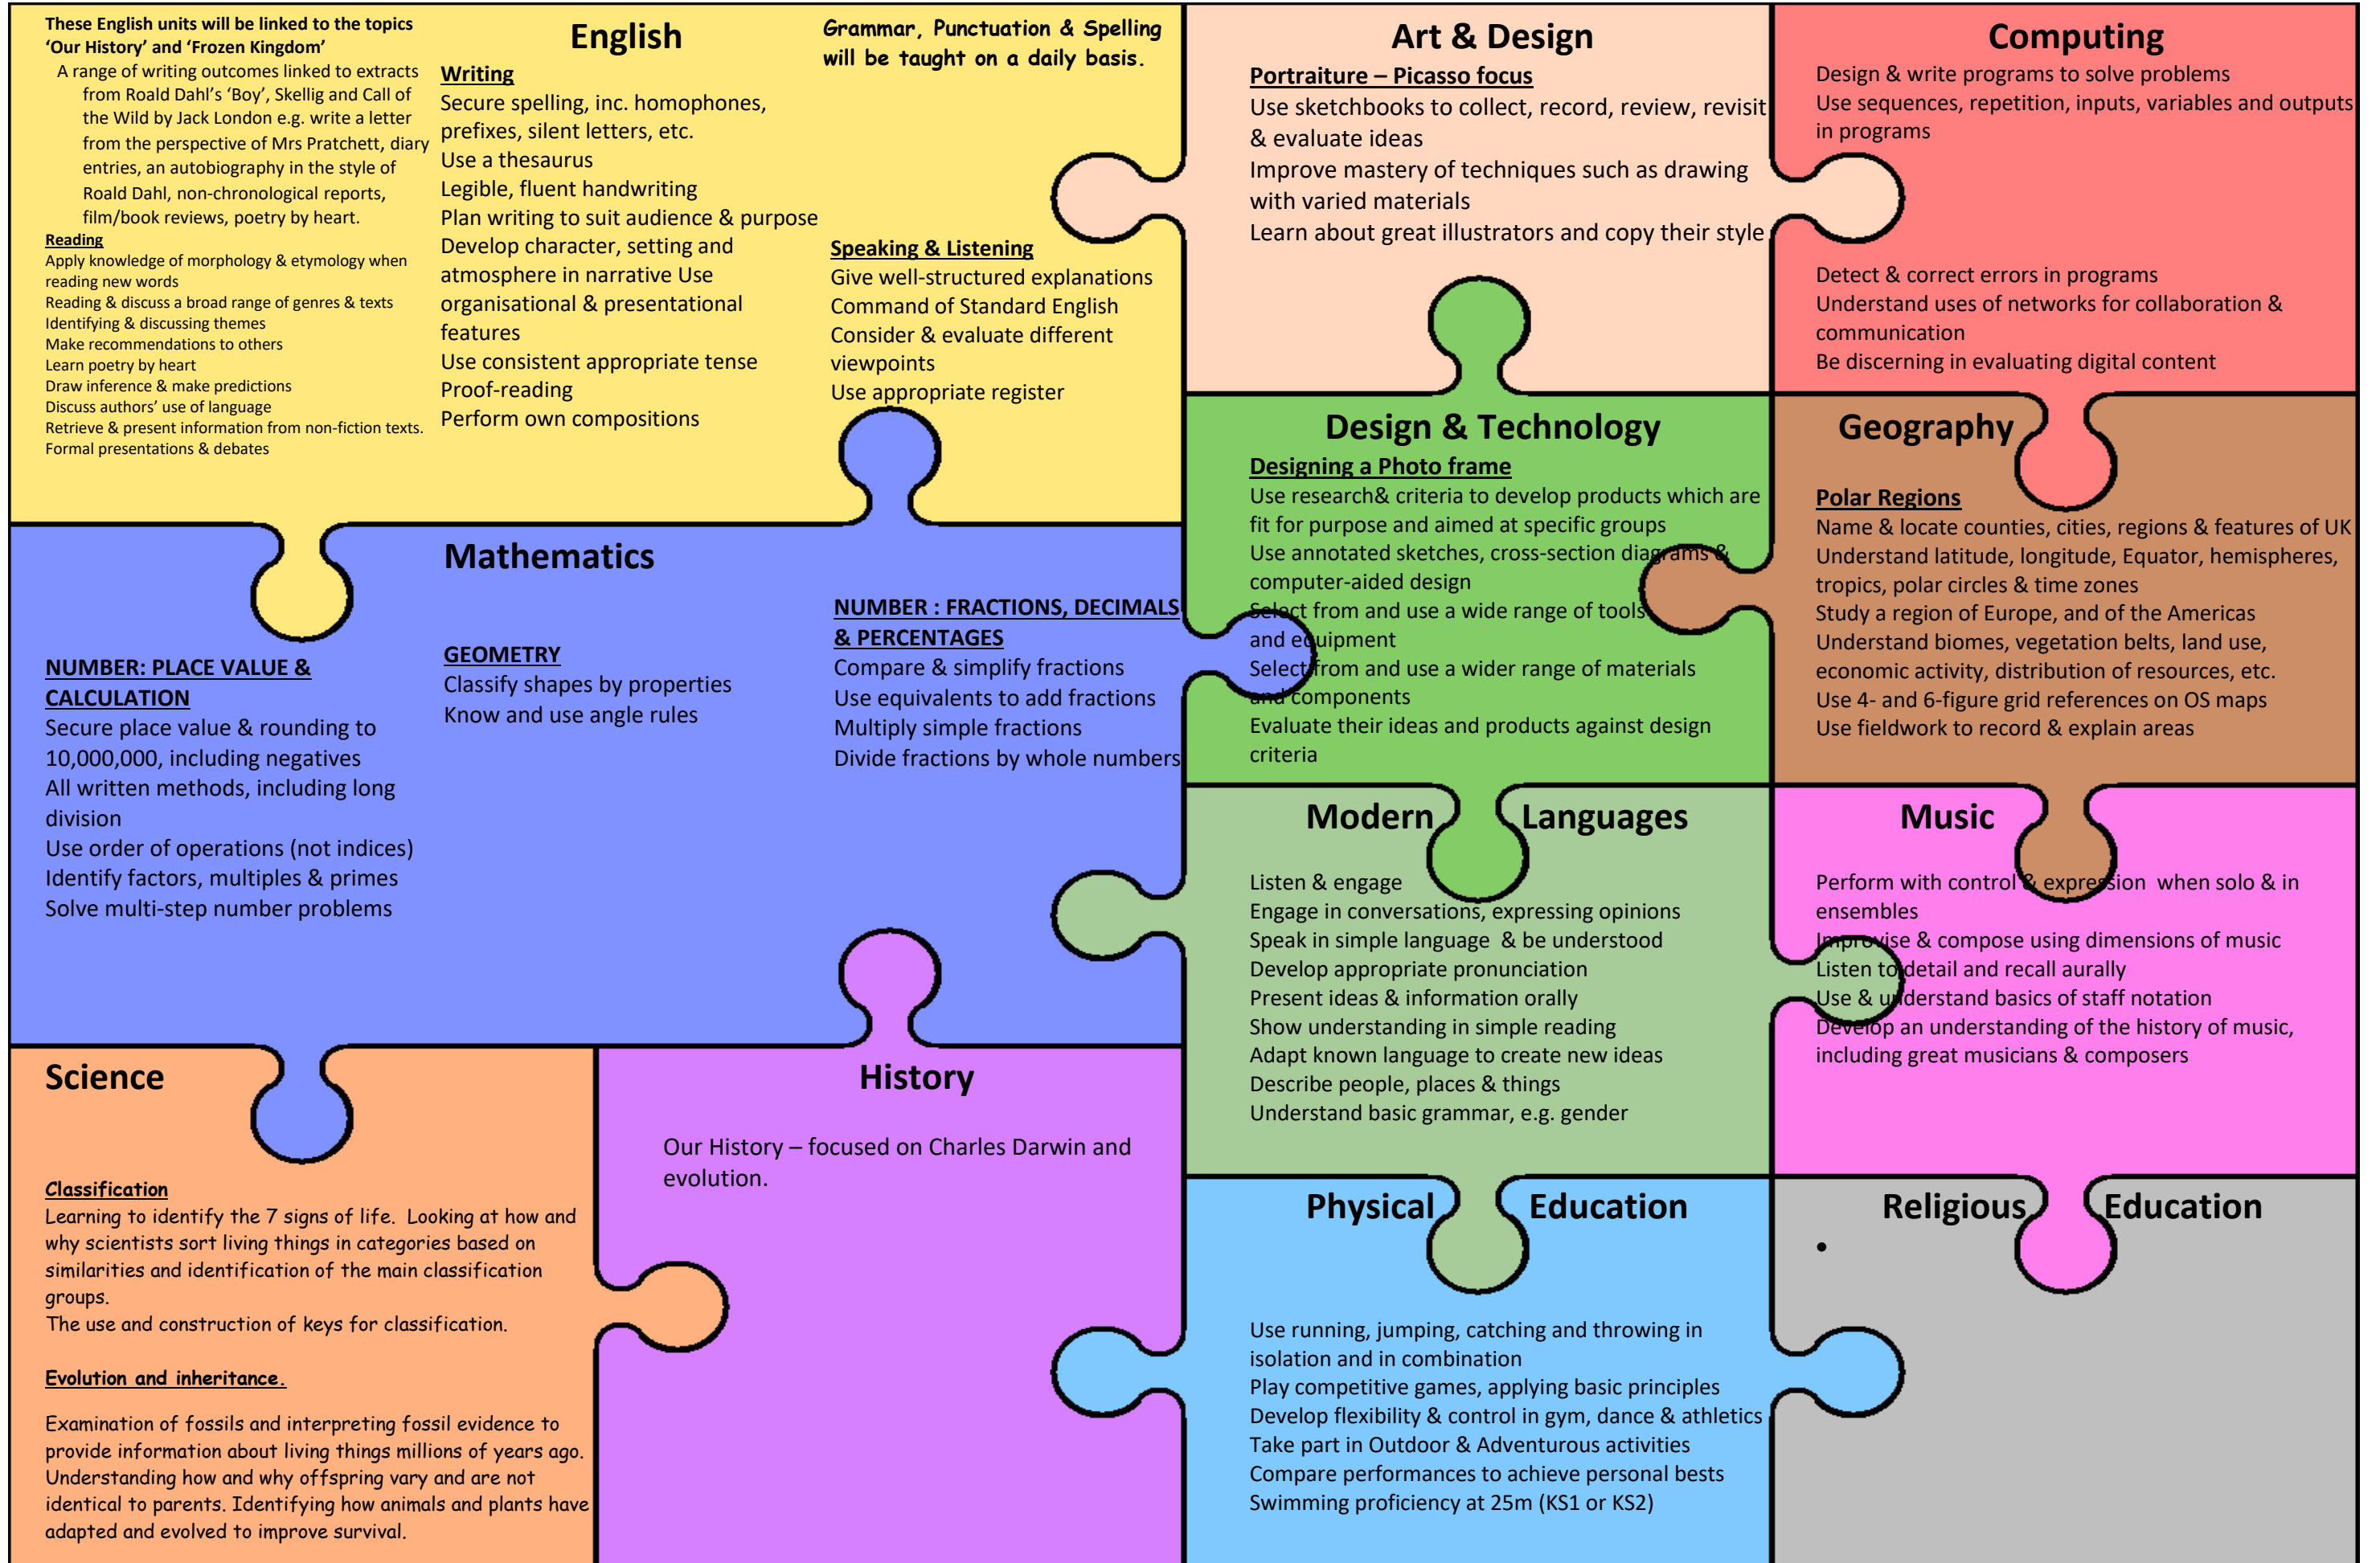 These English units will be linked to the topics
‘Our History’ and ‘Frozen Kingdom’
A range of writing outcomes linked to extracts
from Roald Dahl’s ‘Boy’, Skellig and Call of
the Wild by Jack London e.g. write a letter
from the perspective of Mrs Pratchett, diary
entries, an autobiography in the style of
Roald Dahl, non-chronological reports,
film/book reviews, poetry by heart.
Reading
Apply knowledge of morphology & etymology when
reading new words
Reading & discuss a broad range of genres & texts
Identifying & discussing themes
Make recommendations to others
Learn poetry by heart
Draw inference & make predictions
Discuss authors’ use of language
Retrieve & present information from non-fiction texts.
Formal presentations & debates
English
Writing
Secure spelling, inc. homophones,
prefixes, silent letters, etc.
Use a thesaurus
Legible, fluent handwriting
Plan writing to suit audience & purpose
Develop character, setting and
atmosphere in narrative Use
organisational & presentational
features
Use consistent appropriate tense
Proof-reading
Perform own compositions
Grammar, Punctuation & Spelling
will be taught on a daily basis.
Speaking & Listening
Give well-structured explanations
Command of Standard English
Consider & evaluate different
viewpoints
Use appropriate register
Art & Design
Portraiture – Picasso focus
Use sketchbooks to collect, record, review, revisit
& evaluate ideas
Improve mastery of techniques such as drawing
with varied materials
Learn about great illustrators and copy their style
Computing
Design & write programs to solve problems
Use sequences, repetition, inputs, variables and outputs
in programs
Detect & correct errors in programs
Understand uses of networks for collaboration &
communication
Be discerning in evaluating digital content
Mathematics
NUMBER: PLACE VALUE &
CALCULATION
Secure place value & rounding to
10,000,000, including negatives
All written methods, including long
division
Use order of operations (not indices)
Identify factors, multiples & primes
Solve multi-step number problems
GEOMETRY
Classify shapes by properties
Know and use angle rules
NUMBER : FRACTIONS, DECIMALS
& PERCENTAGES
Compare & simplify fractions
Use equivalents to add fractions
Multiply simple fractions
Divide fractions by whole numbers
Design & Technology
Designing a Photo frame
Use research& criteria to develop products which are
fit for purpose and aimed at specific groups
Use annotated sketches, cross-section diagrams &
computer-aided design
Select from and use a wide range of tools
and equipment
Select from and use a wider range of materials
and components
Evaluate their ideas and products against design
criteria
Geography
Polar Regions
Name & locate counties, cities, regions & features of UK
Understand latitude, longitude, Equator, hemispheres,
tropics, polar circles & time zones
Study a region of Europe, and of the Americas
Understand biomes, vegetation belts, land use,
economic activity, distribution of resources, etc.
Use 4- and 6-figure grid references on OS maps
Use fieldwork to record & explain areas
Modern Languages
Listen & engage
Engage in conversations, expressing opinions
Speak in simple language & be understood
Develop appropriate pronunciation
Present ideas & information orally
Show understanding in simple reading
Adapt known language to create new ideas
Describe people, places & things
Understand basic grammar, e.g. gender
Music
Perform with control & expression when solo & in
ensembles
Improvise & compose using dimensions of music
Listen to detail and recall aurally
Use & understand basics of staff notation
Develop an understanding of the history of music,
including great musicians & composers
Science
Classification
Learning to identify the 7 signs of life. Looking at how and
why scientists sort living things in categories based on
similarities and identification of the main classification
groups.
The use and construction of keys for classification.
Evolution and inheritance.
Examination of fossils and interpreting fossil evidence to
provide information about living things millions of years ago.
Understanding how and why offspring vary and are not
identical to parents. Identifying how animals and plants have
adapted and evolved to improve survival.
History
Our History – focused on Charles Darwin and
evolution.
Physical Education
Use running, jumping, catching and throwing in
isolation and in combination
Play competitive games, applying basic principles
Develop flexibility & control in gym, dance & athletics
Take part in Outdoor & Adventurous activities
Compare performances to achieve personal bests
Swimming proficiency at 25m (KS1 or KS2)
Religious Education
•